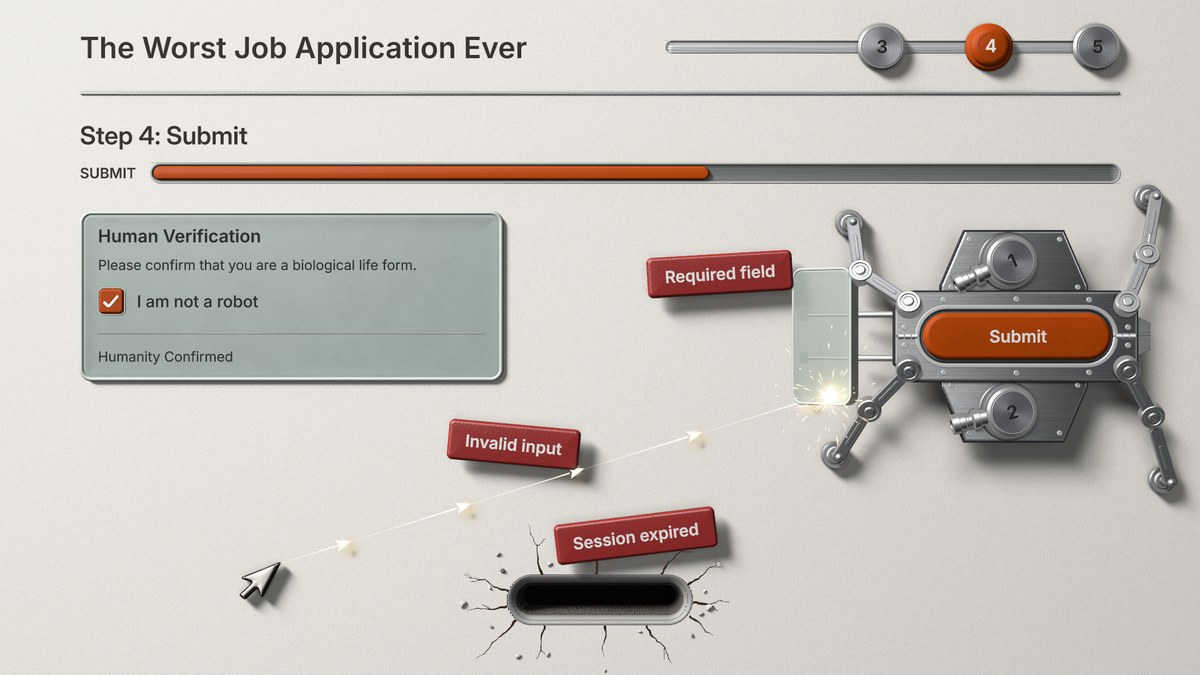 The Worst Job Application Ever
3
4
5
Step 4: Submit
SUBMIT
Human Verification
Please confirm that you are a biological life form.
I am not a robot
Humanity Confirmed
Required field
1
Submit
2
Invalid input
Session expired